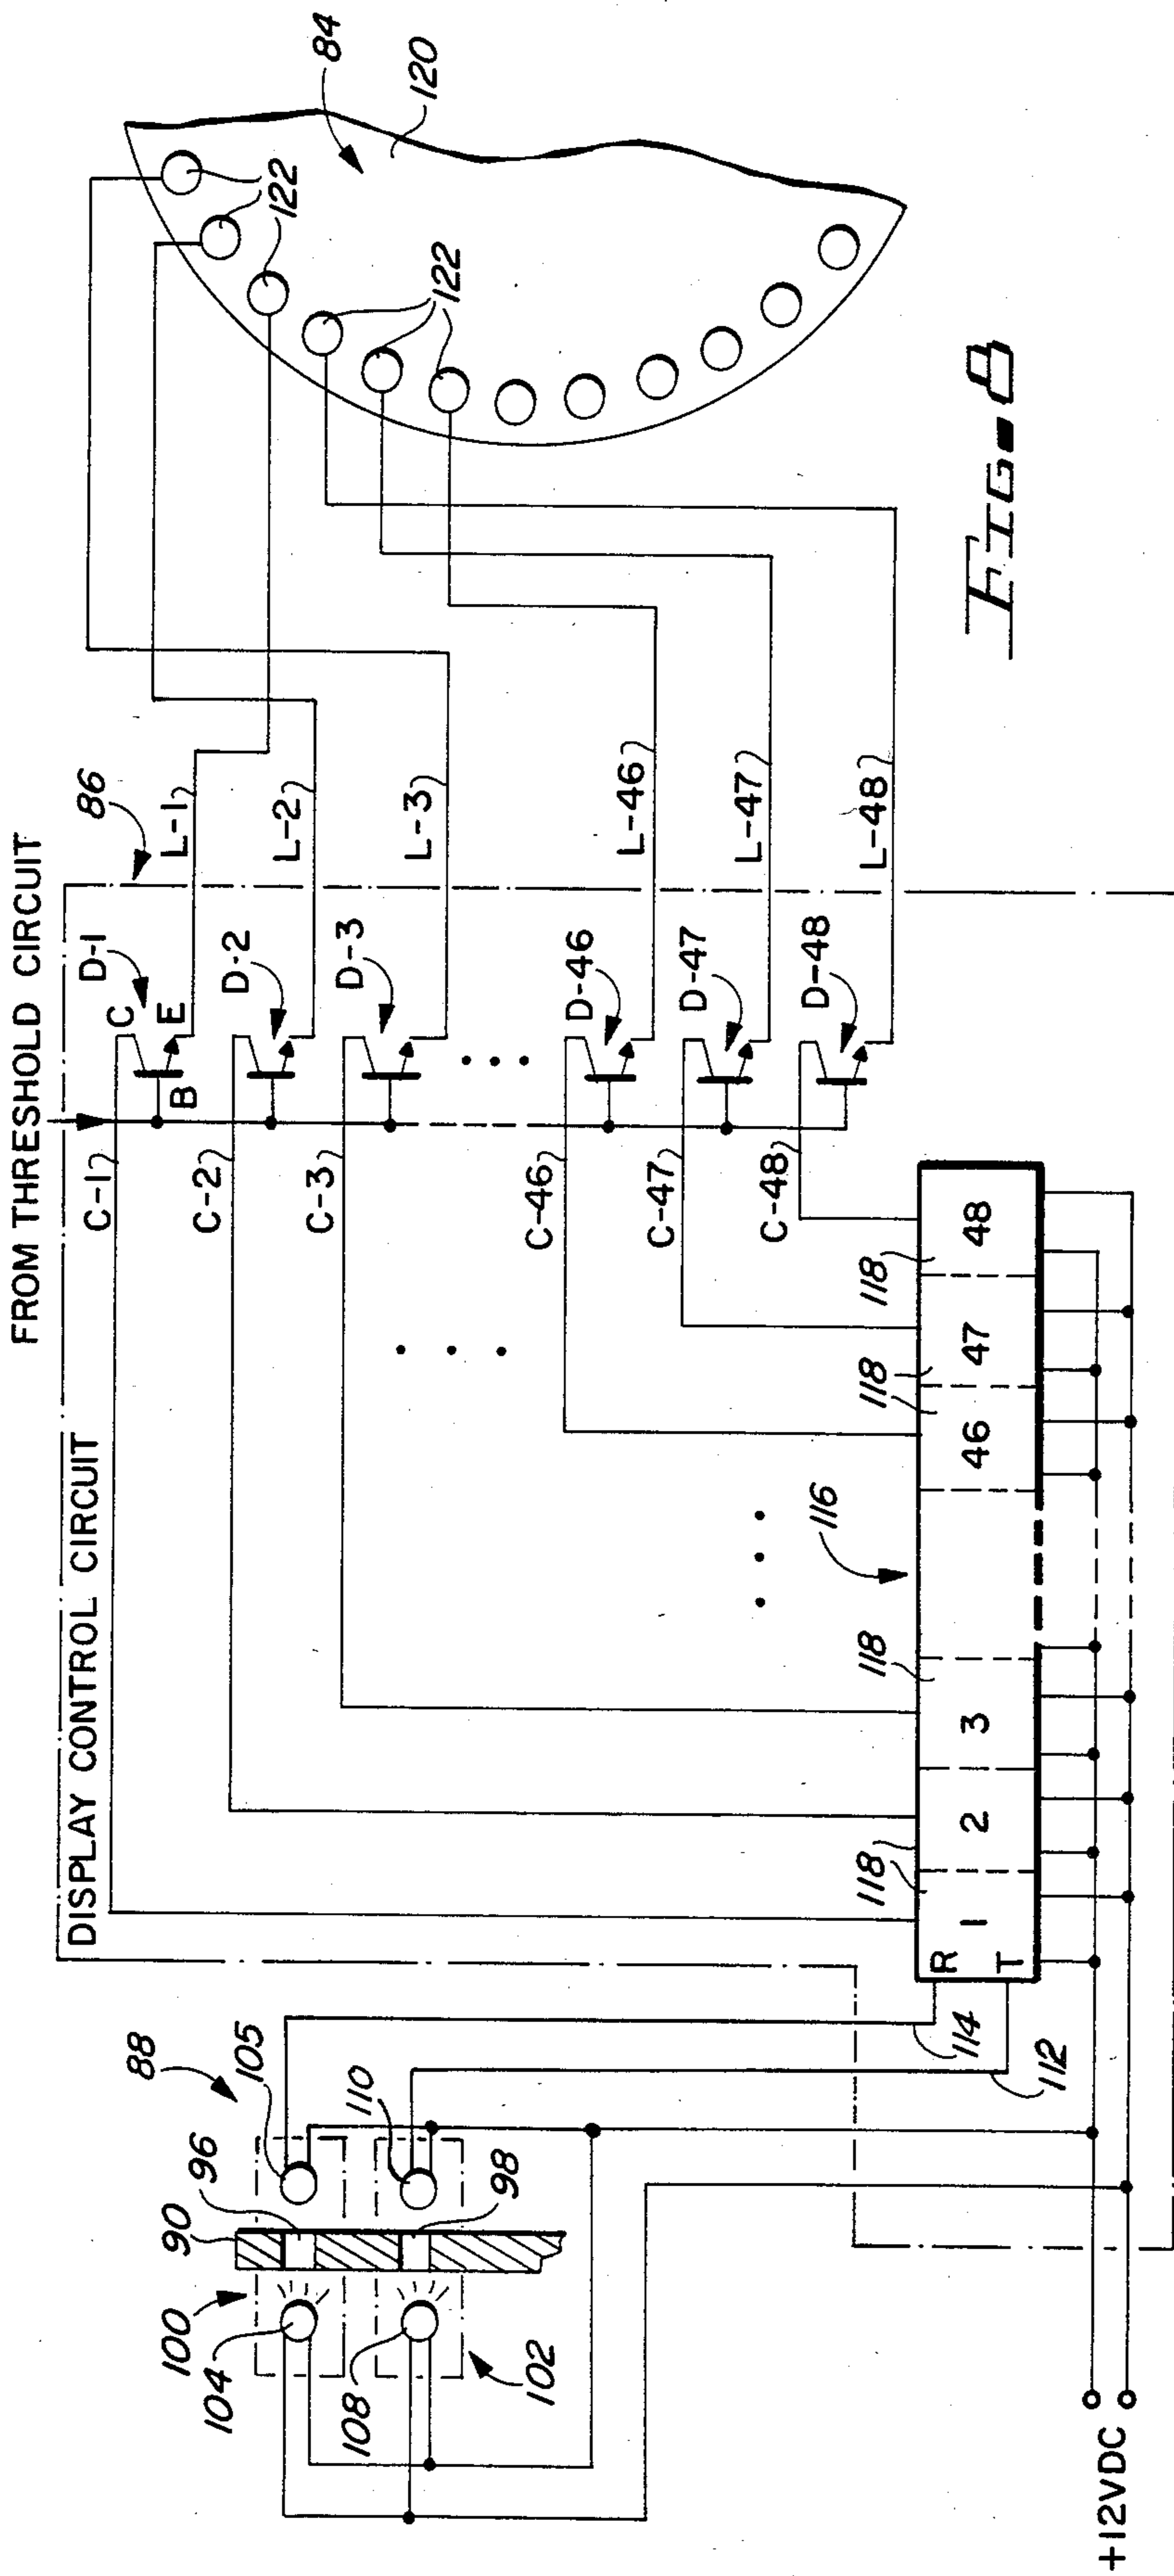 FROM THRESHOLD CIRCUIT
DISPLAY CONTROL CIRCUIT
86
84
120
122
122
D-1
C
E
B
C-1
L-1
D-2
C-2
L-2
D-3
C-3
L-3
D-46
C-46
L-46
D-47
C-47
L-47
D-48
C-48
L-48
88
105
96
90
100
104
110
98
108
102
114
112
116
118
118
118
118
118
R
T
1
2
3
46
47
48
+12VDC
FIG-8